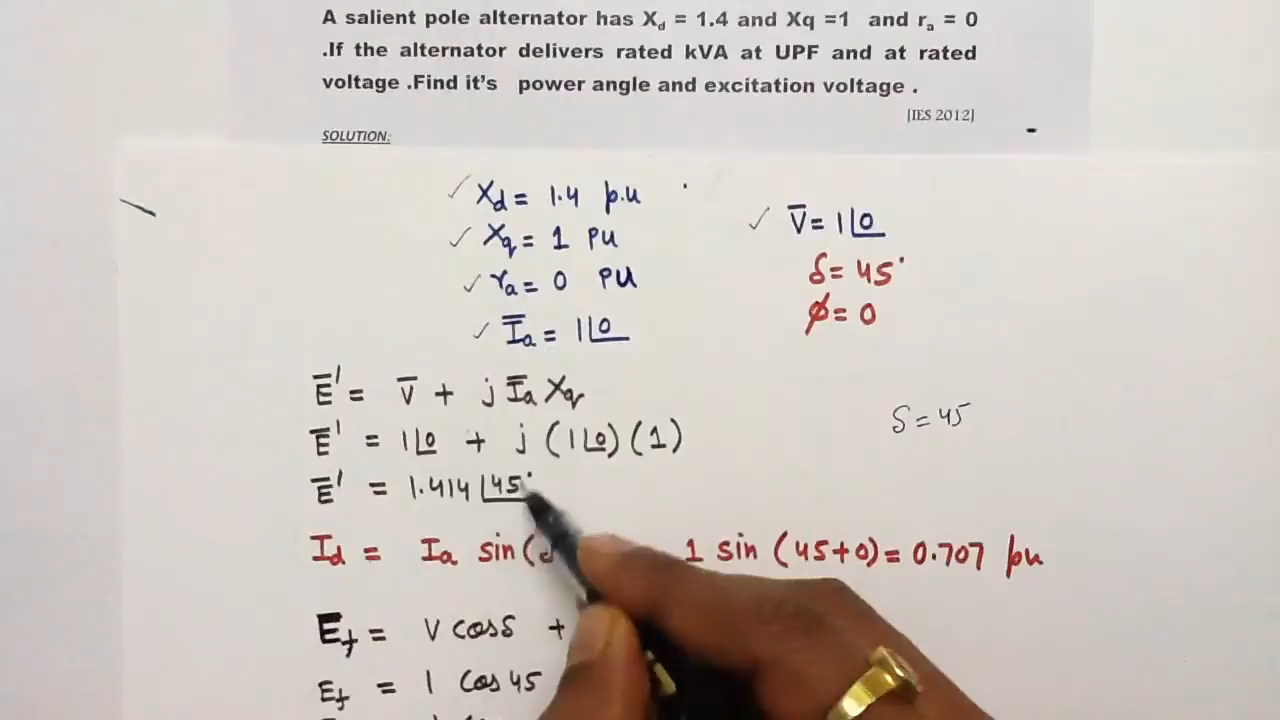 A salient pole alternator has Xd = 1.4 and Xq =1 and ra = 0
.If the alternator delivers rated kVA at UPF and at rated
voltage .Find it's power angle and excitation voltage .
[IES 2012]
SOLUTION:
Xd = 1.4 p.u
Xq = 1 PU
ra = 0 PU
Īa = 1∠0
V̄ = 1∠0
δ = 45°
ϕ = 0
Ē' = V̄ + j Īa Xq
Ē' = 1∠0 + j (1∠0) (1)
Ē' = 1.414 ∠45°
δ = 45
Id = Ia sin( 1 sin (45+0) = 0.707 pu
Ef = V cosδ +
Ef = 1 cos 45